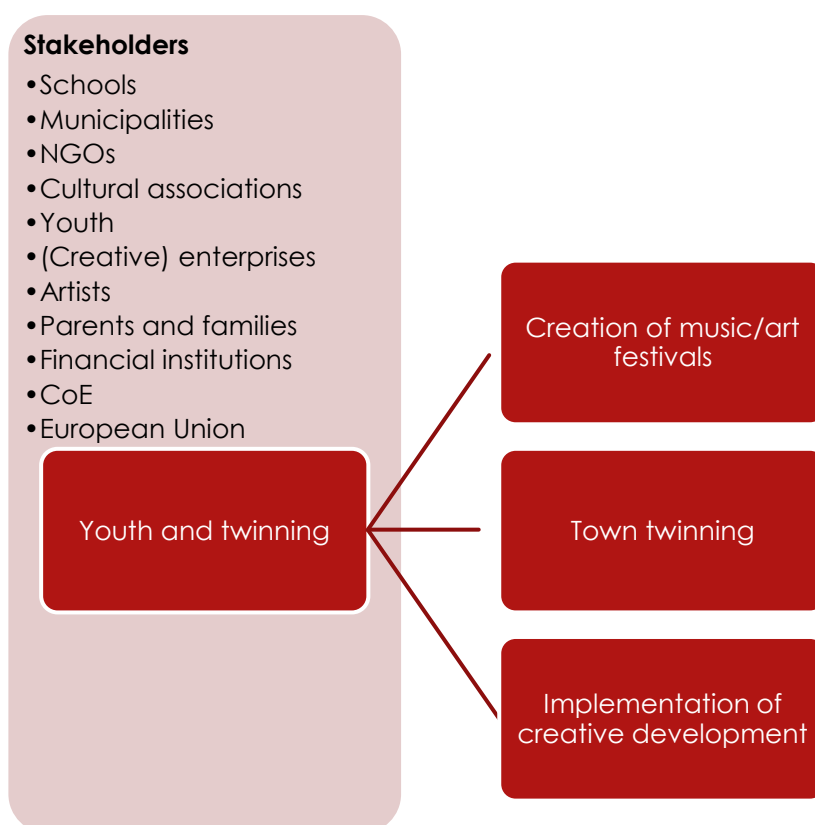 Stakeholders
•Schools
•Municipalities
•NGOs
•Cultural associations
•Youth
•(Creative) enterprises
•Artists
•Parents and families
•Financial institutions
•CoE
•European Union
Youth and twinning
Creation of music/art
festivals
Town twinning
Implementation of
creative development